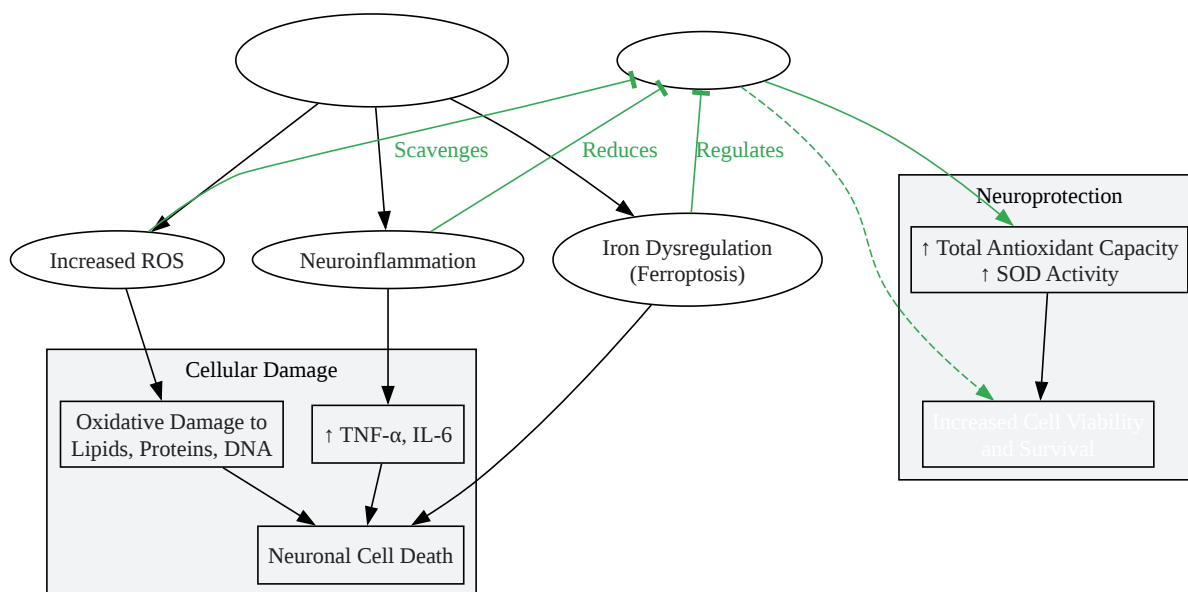 Scavenges
Reduces
Regulates
Neuroprotection
Increased ROS
Neuroinflammation
Iron Dysregulation
(Ferroptosis)
↑ Total Antioxidant Capacity
↑ SOD Activity
Cellular Damage
Oxidative Damage to
Lipids, Proteins, DNA
↑ TNF-α, IL-6
Increased Cell Viability
and Survival
Neuronal Cell Death